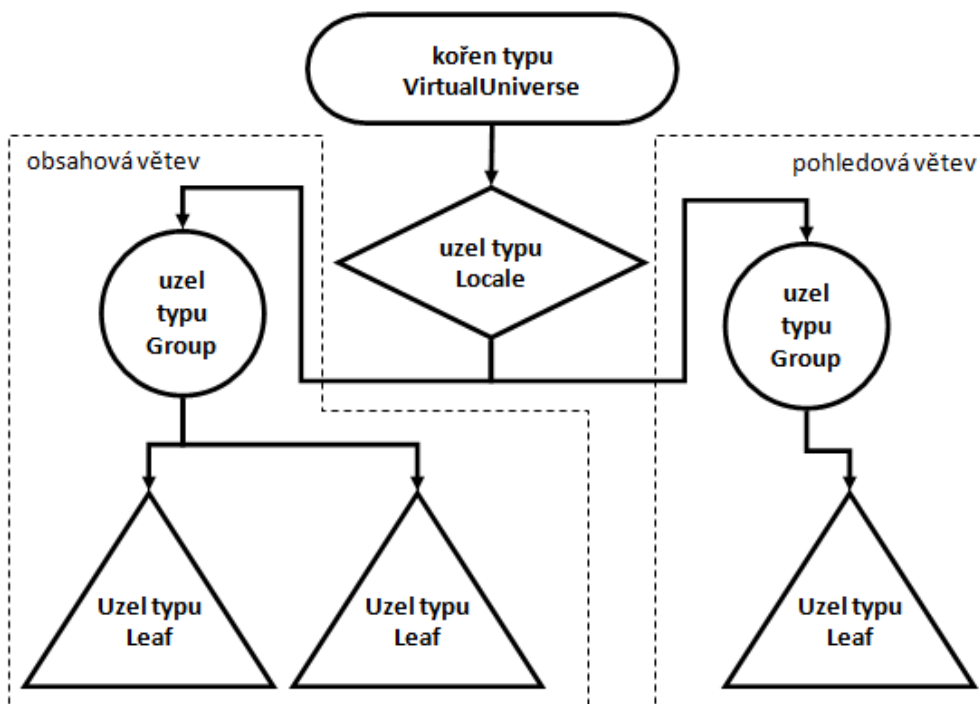 kořen typu
VirtualUniverse
obsahová větev
pohledová větev
uzel typu
Locale
uzel
typu
Group
uzel
typu
Group
Uzel typu
Leaf
Uzel typu
Leaf
Uzel typu
Leaf